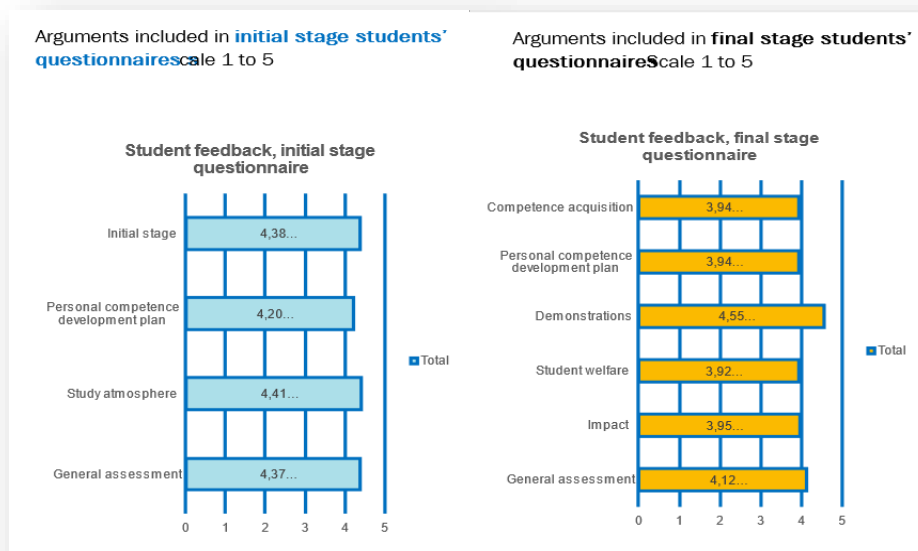 Arguments included in initial stage students'
questionnaires scale 1 to 5
Student feedback, initial stage
questionnaire
Initial stage
4,38...
Personal competence
development plan
4,20...
Study atmosphere
4,41...
General assessment
4,37...
0 1 2 3 4 5
Total
Arguments included in final stage students'
questionnaires Scale 1 to 5
Student feedback, final stage
questionnaire
Competence acquisition
3,94...
Personal competence
development plan
3,94...
Demonstrations
4,55...
Student welfare
3,92...
Impact
3,95...
General assessment
4,12...
0 1 2 3 4 5
Total